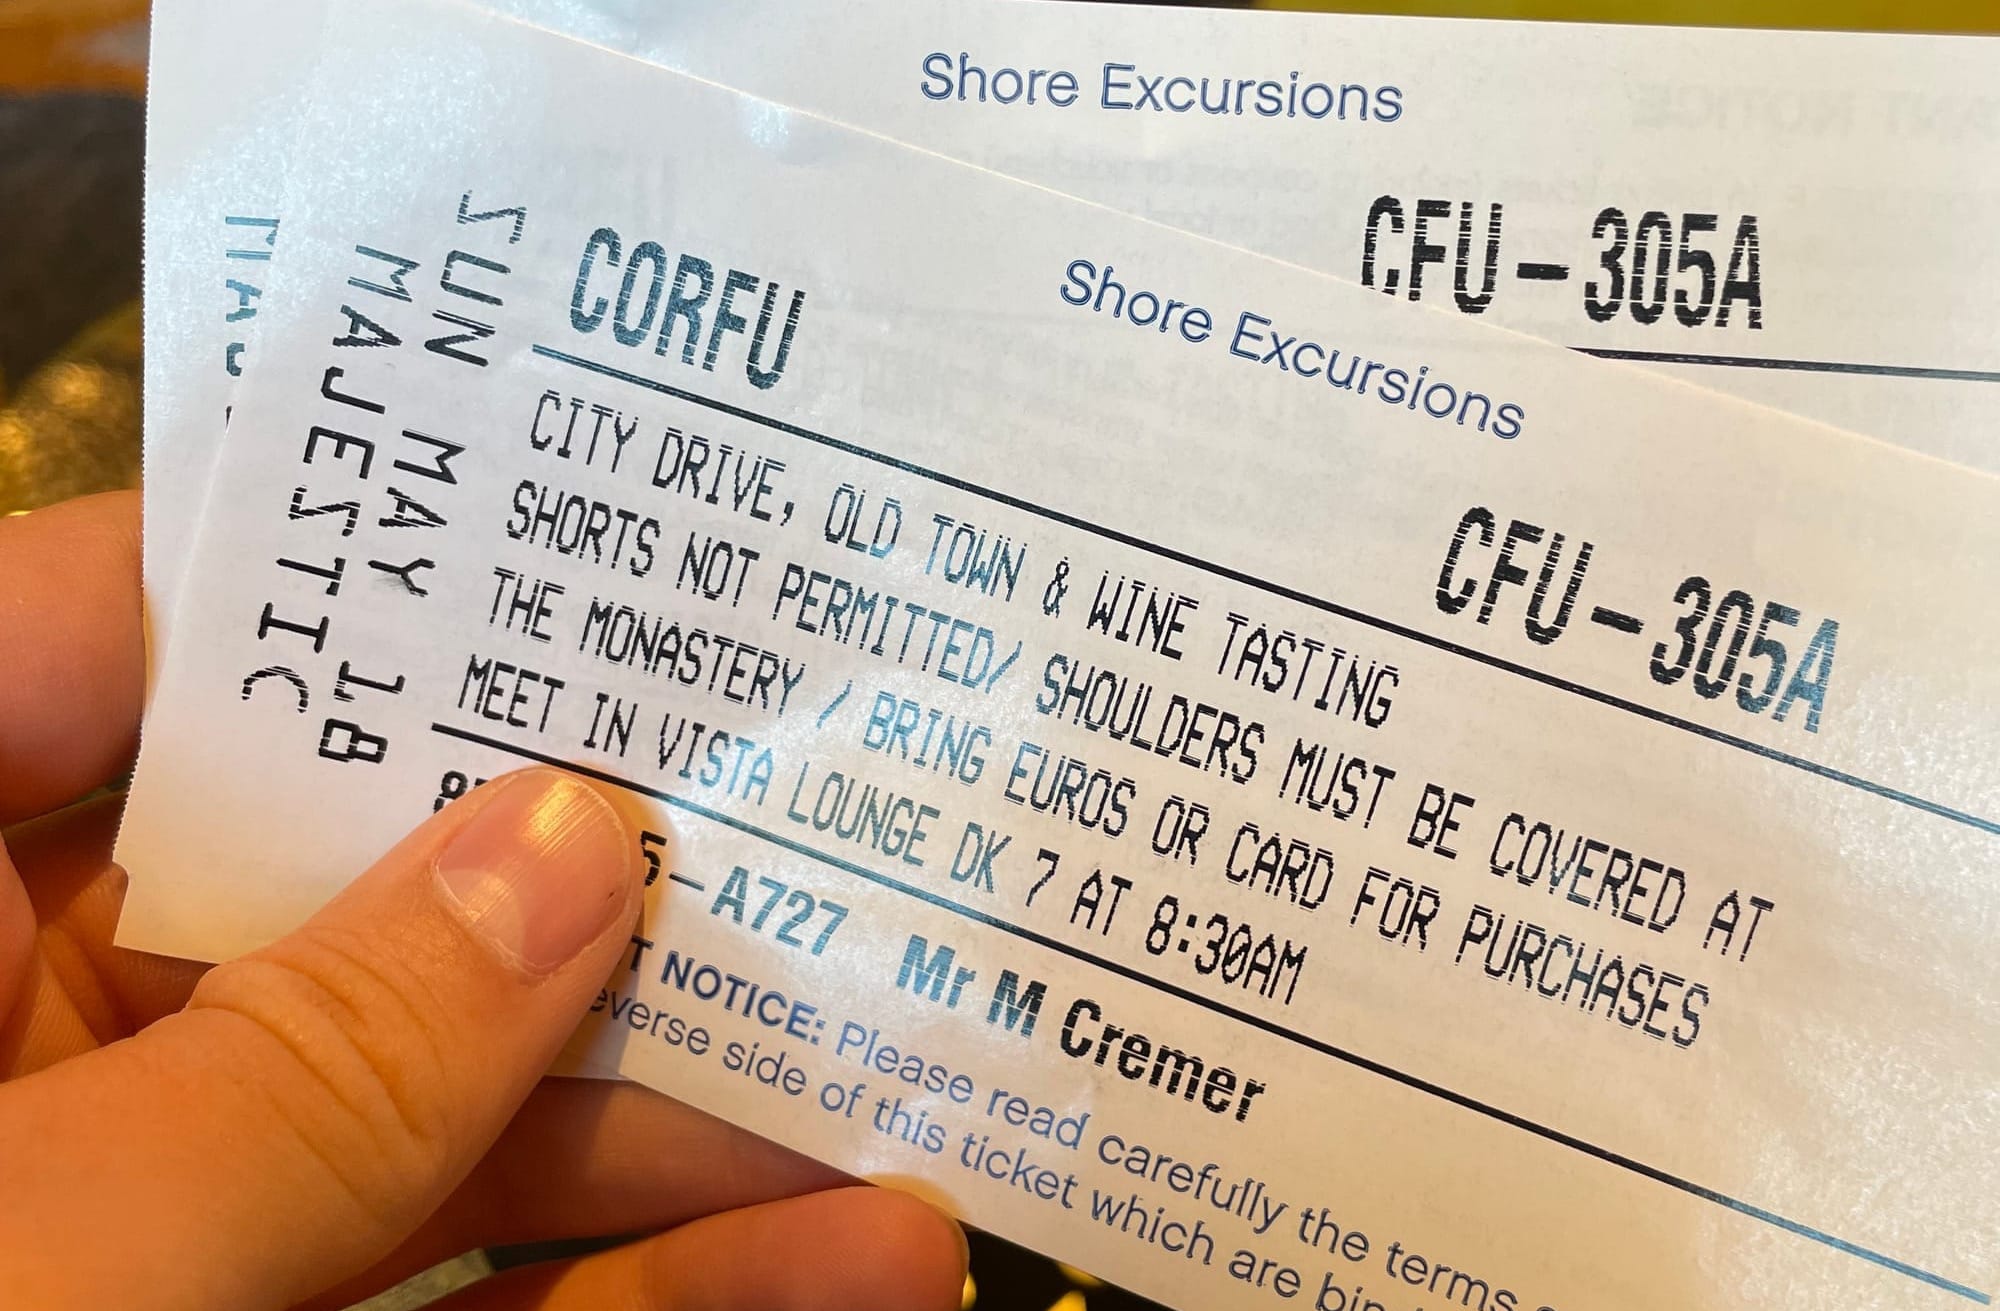 Shore Excursions
CFU-305A
Shore Excursions
CORFU
CFU-305A
CITY DRIVE, OLD TOWN & WINE TASTING
SHORTS NOT PERMITTED/ SHOULDERS MUST BE COVERED AT
THE MONASTERY / BRING EUROS OR CARD FOR PURCHASES
MEET IN VISTA LOUNGE DK 7 AT 8:30AM
5-A727 Mr M Cremer
NOTICE: Please read carefully the terms
side of this ticket which are
SUN MAY 18
MAJESTIC